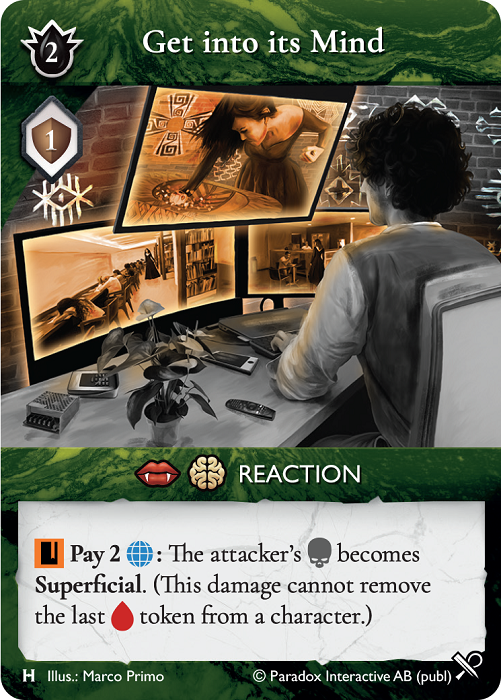 2
Get into its Mind
1
REACTION
Pay 2 : The attacker's becomes
Superficial. (This damage cannot remove
the last token from a character.)
H Illus.: Marco Primo © Paradox Interactive AB (publ)